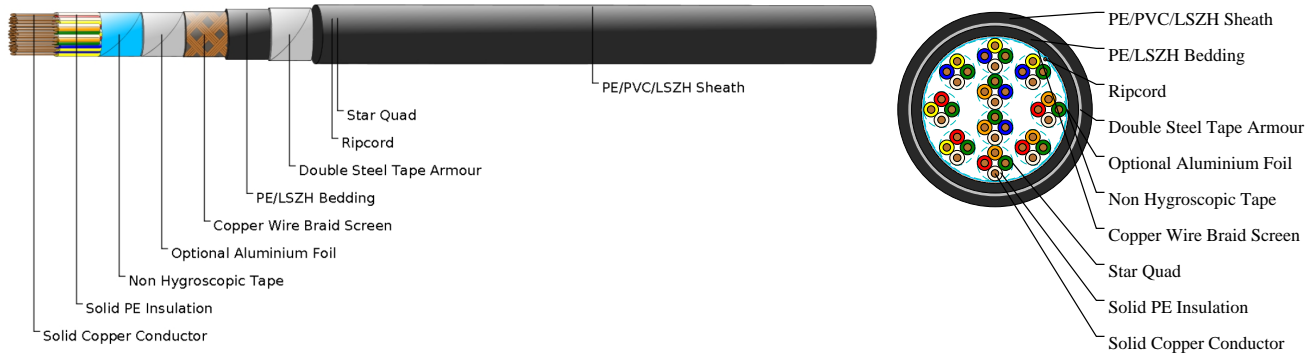 PE/PVC/LSZH Sheath
Star Quad
Ripcord
Double Steel Tape Armour
PE/LSZH Bedding
Copper Wire Braid Screen
Optional Aluminium Foil
Non Hygroscopic Tape
Solid PE Insulation
Solid Copper Conductor
PE/PVC/LSZH Sheath
PE/LSZH Bedding
Ripcord
Double Steel Tape Armour
Optional Aluminium Foil
Non Hygroscopic Tape
Copper Wire Braid Screen
Star Quad
Solid PE Insulation
Solid Copper Conductor